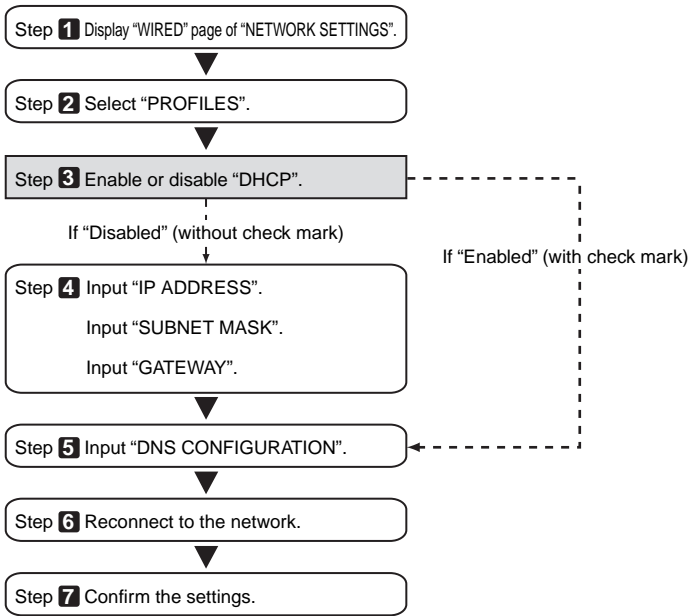 Step 1 Display “WIRED” page of “NETWORK SETTINGS”.
Step 2 Select “PROFILES”.
Step 3 Enable or disable “DHCP”.
If “Disabled” (without check mark)
If “Enabled” (with check mark)
Step 4 Input “IP ADDRESS”.
Input “SUBNET MASK”.
Input “GATEWAY”.
Step 5 Input “DNS CONFIGURATION”.
Step 6 Reconnect to the network.
Step 7 Confirm the settings.